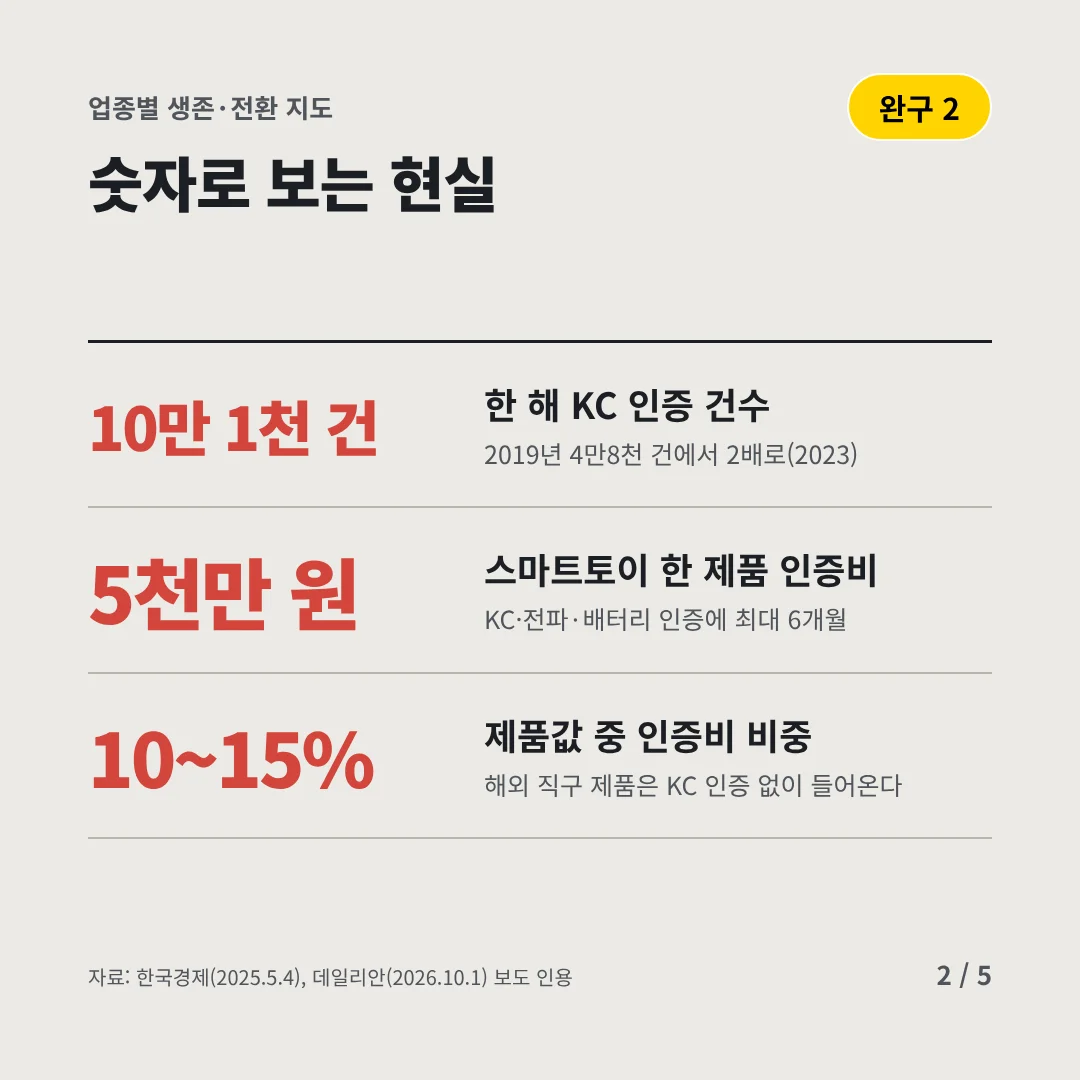 업종별 생존·전환 지도
완구 2
숫자로 보는 현실
10만 1천 건
한 해 KC 인증 건수
2019년 4만8천 건에서 2배로(2023)
5천만 원
스마트토이 한 제품 인증비
KC·전파·배터리 인증에 최대 6개월
10~15%
제품값 중 인증비 비중
해외 직구 제품은 KC 인증 없이 들어온다
자료: 한국경제(2025.5.4), 데일리안(2026.10.1) 보도 인용
2 / 5